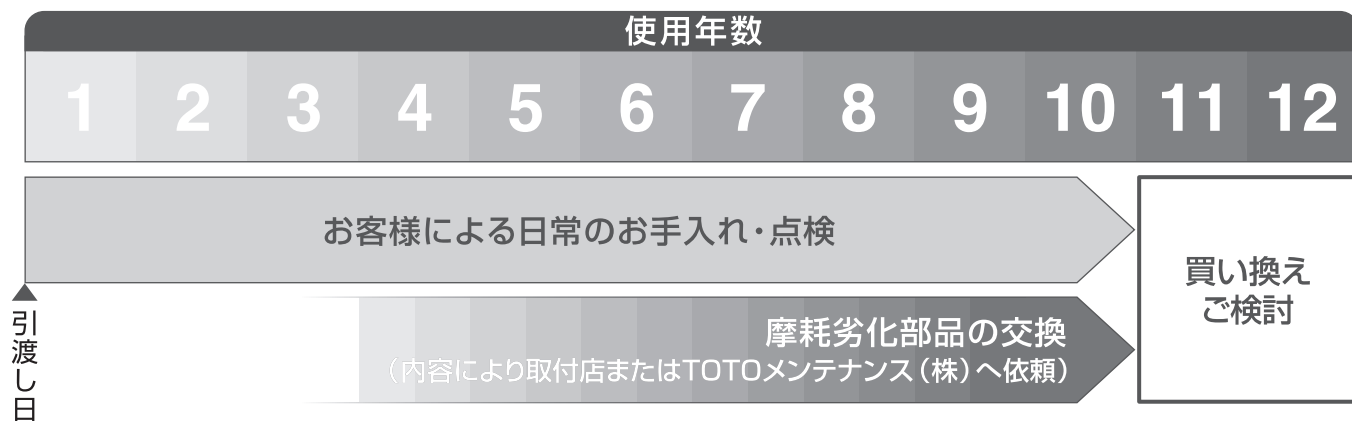 使用年数
1 2 3 4 5 6 7 8 9 10 11 12
お客様による日常のお手入れ・点検
買い換え
ご検討
摩耗劣化部品の交換
（内容により取付店またはTOTOメンテナンス（株）へ依頼）
引渡し日